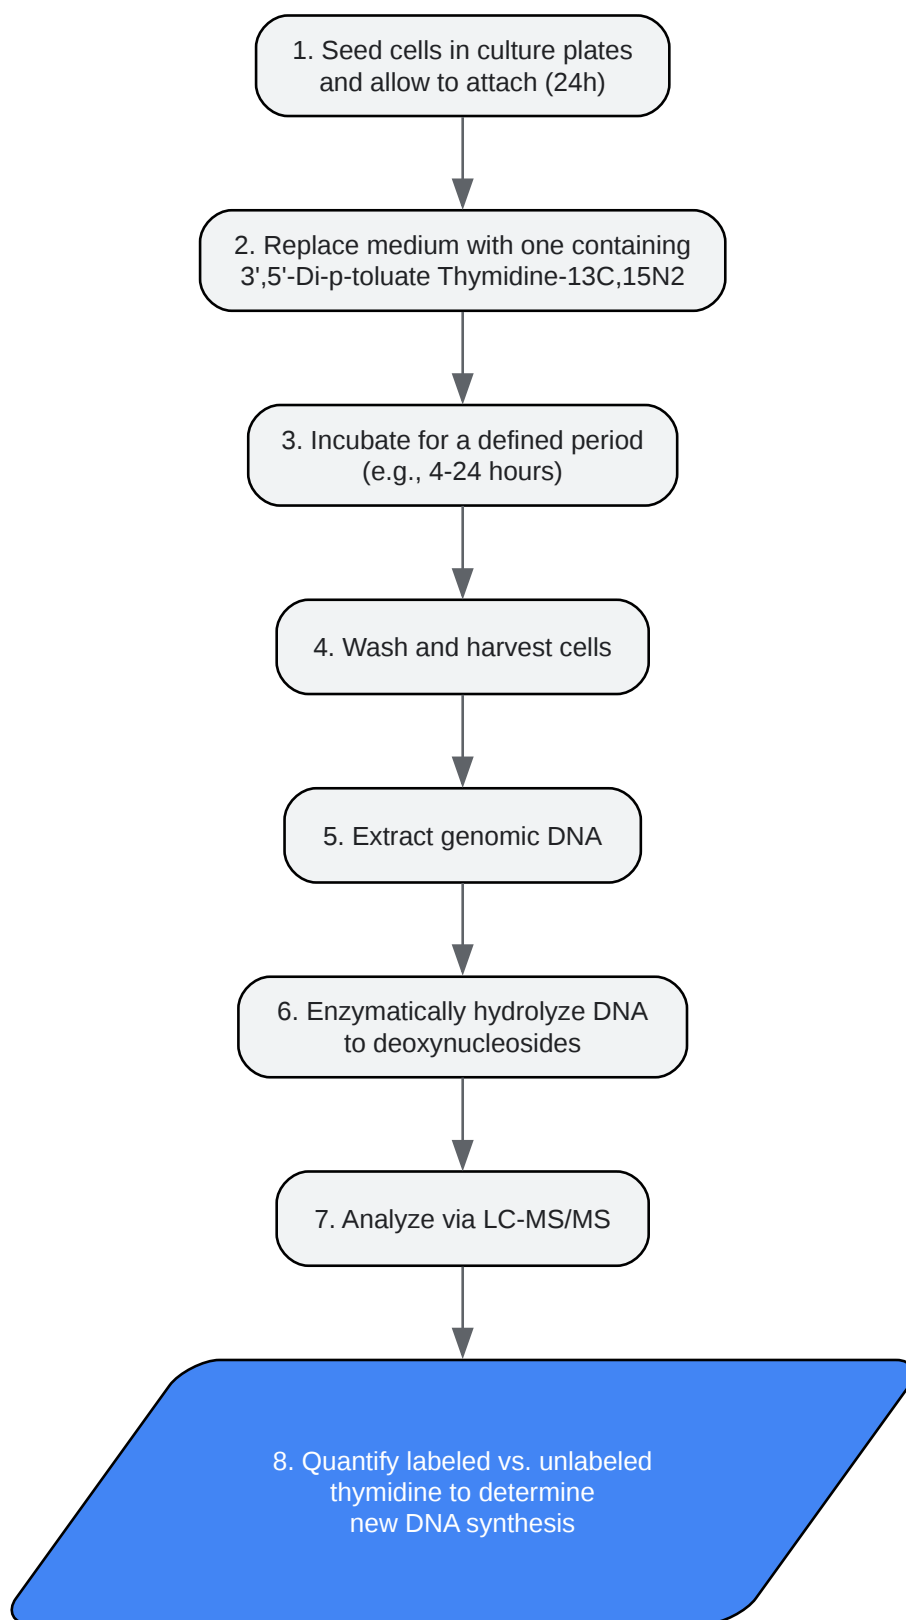 1. Seed cells in culture plates
and allow to attach (24h)
2. Replace medium with one containing
3',5'-Di-p-toluate Thymidine-13C,15N2
3. Incubate for a defined period
(e.g., 4-24 hours)
4. Wash and harvest cells
5. Extract genomic DNA
6. Enzymatically hydrolyze DNA
to deoxynucleosides
7. Analyze via LC-MS/MS
8. Quantify labeled vs. unlabeled
thymidine to determine
new DNA synthesis